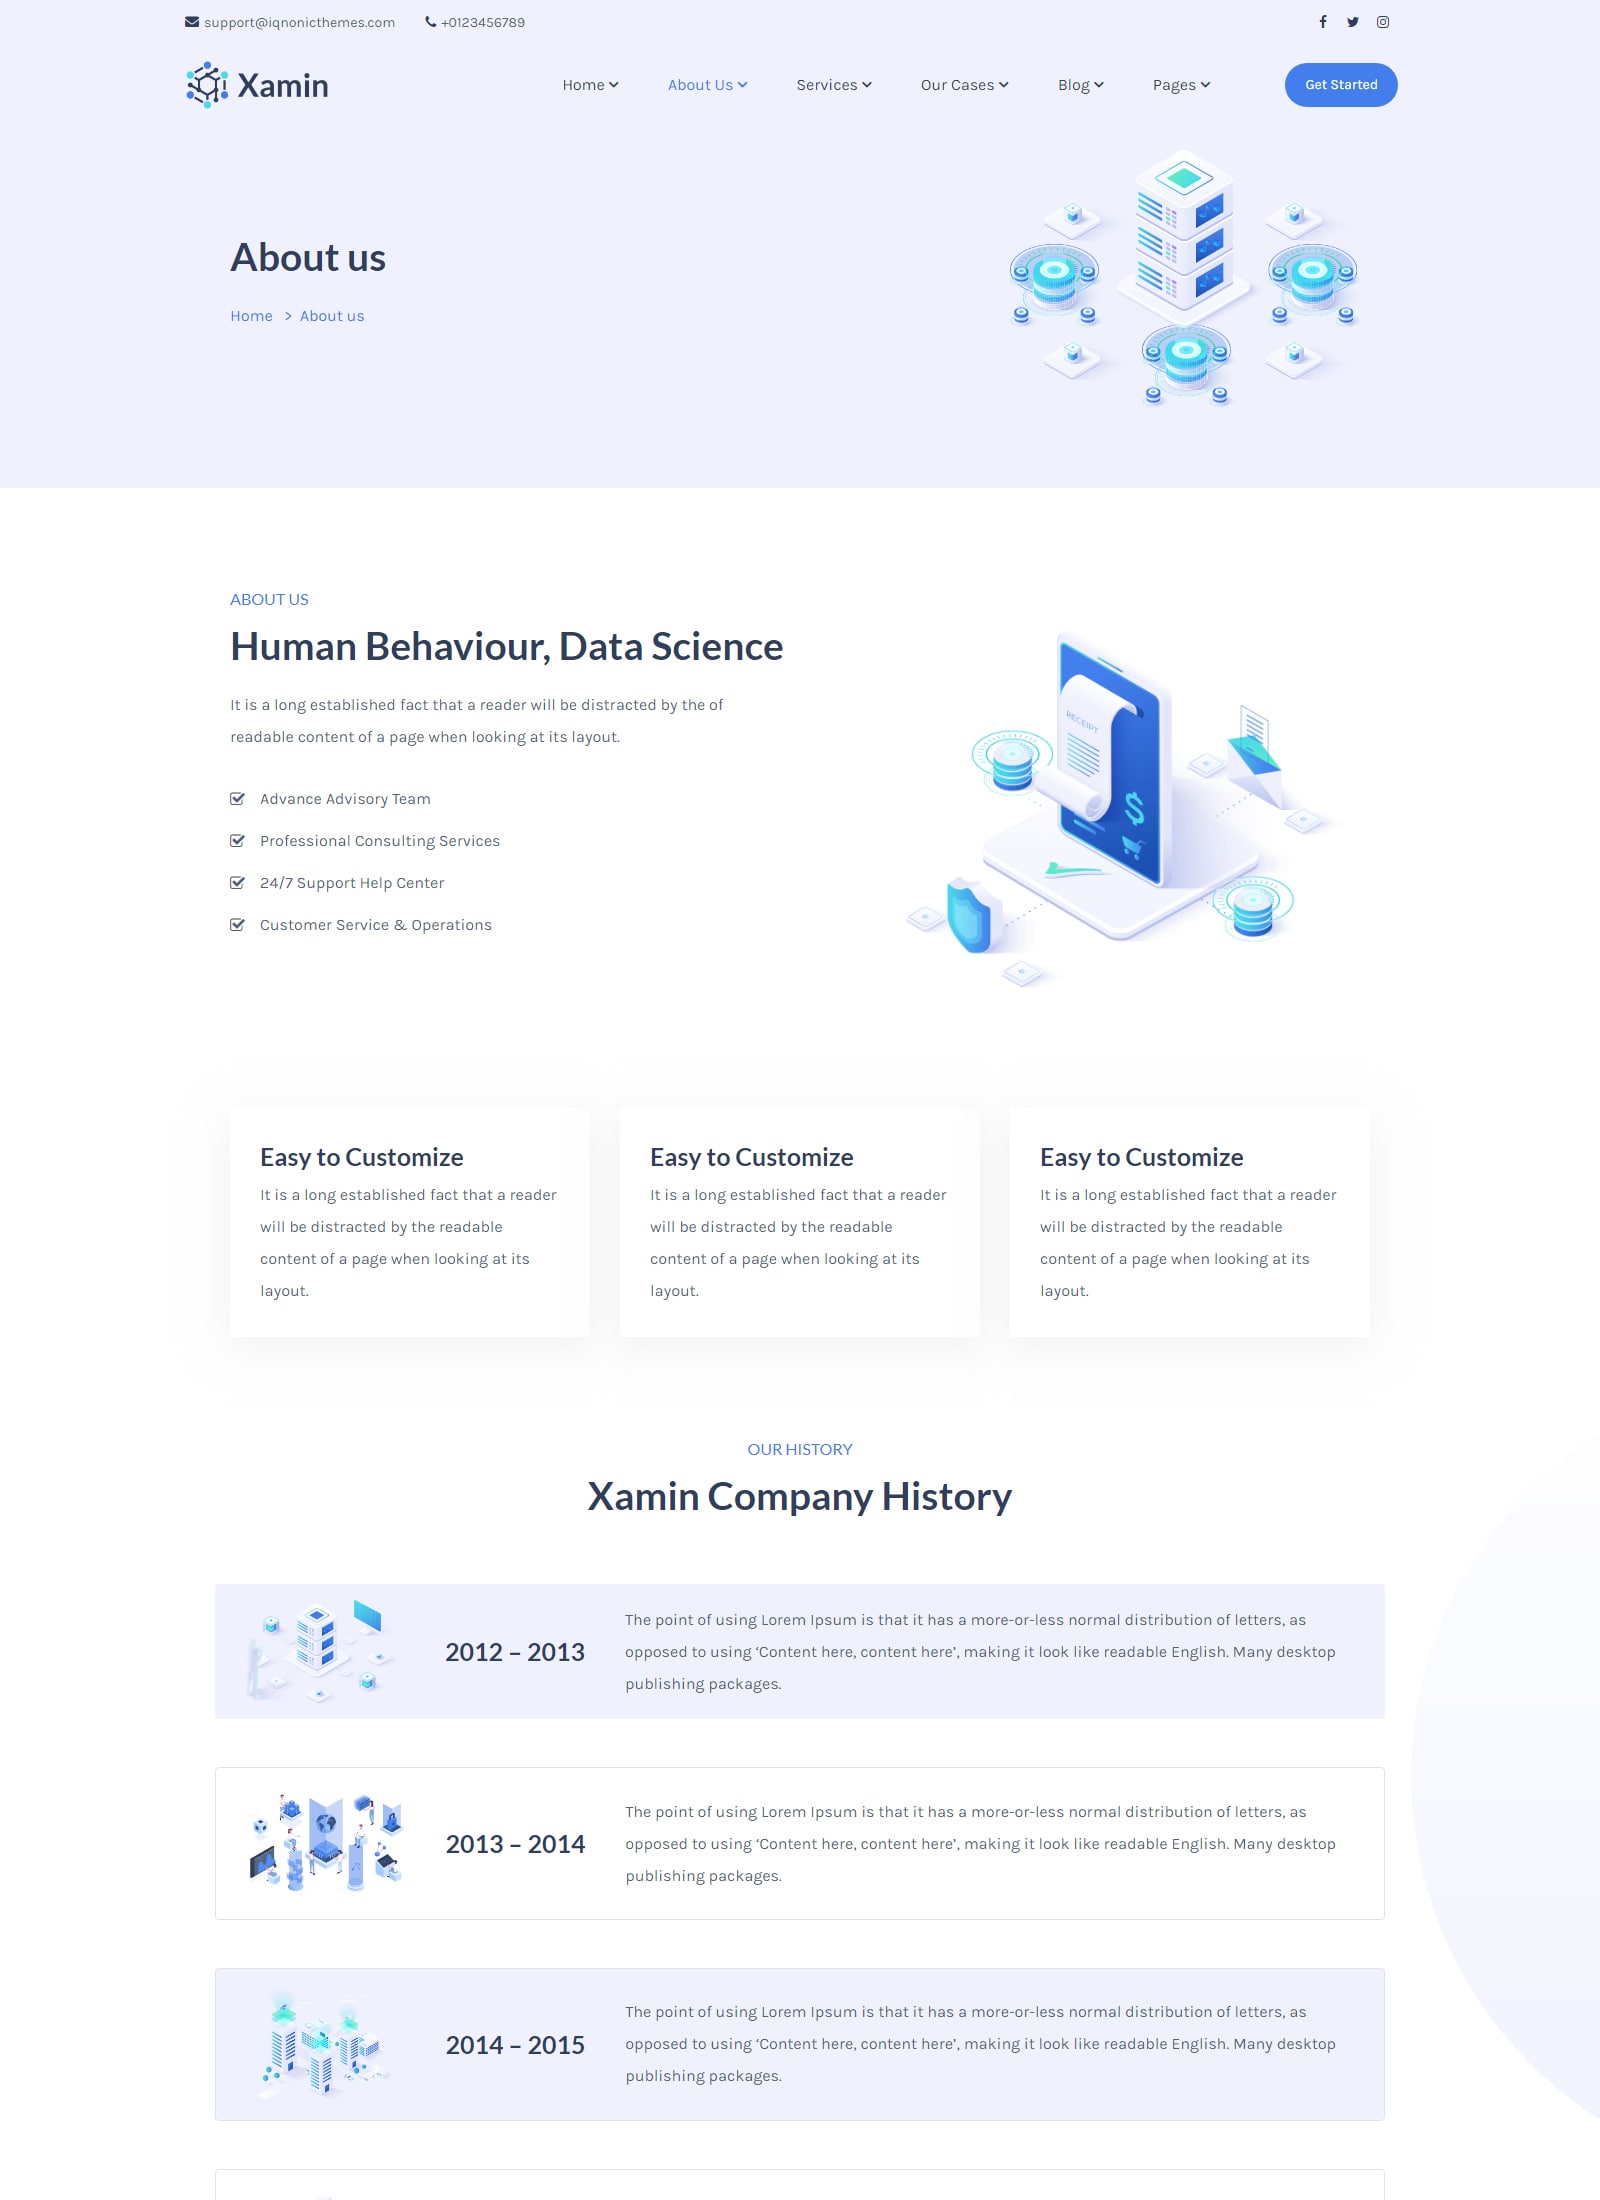 support@iqnonicthemes.com +0123456789
Xamin
Home About Us Services Our Cases Blog Pages Get Started
About us
Home > About us
ABOUT US
Human Behaviour, Data Science
It is a long established fact that a reader will be distracted by the of
readable content of a page when looking at its layout.
Advance Advisory Team
Professional Consulting Services
24/7 Support Help Center
Customer Service & Operations
RECEIPT
$
Easy to Customize
It is a long established fact that a reader
will be distracted by the readable
content of a page when looking at its
layout.
Easy to Customize
It is a long established fact that a reader
will be distracted by the readable
content of a page when looking at its
layout.
Easy to Customize
It is a long established fact that a reader
will be distracted by the readable
content of a page when looking at its
layout.
OUR HISTORY
Xamin Company History
2012 – 2013
The point of using Lorem Ipsum is that it has a more-or-less normal distribution of letters, as
opposed to using ‘Content here, content here’, making it look like readable English. Many desktop
publishing packages.
2013 – 2014
The point of using Lorem Ipsum is that it has a more-or-less normal distribution of letters, as
opposed to using ‘Content here, content here’, making it look like readable English. Many desktop
publishing packages.
2014 – 2015
The point of using Lorem Ipsum is that it has a more-or-less normal distribution of letters, as
opposed to using ‘Content here, content here’, making it look like readable English. Many desktop
publishing packages.